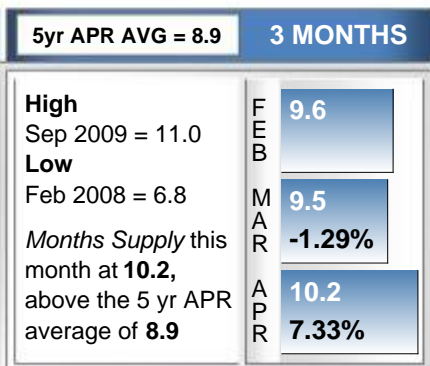 5yr APR AVG = 8.9
3 MONTHS
High
Sep 2009 = 11.0
Low
Feb 2008 = 6.8
Months Supply this
month at 10.2,
above the 5 yr APR
average of 8.9
FEB
9.6
MAR
9.5
-1.29%
APR
10.2
7.33%